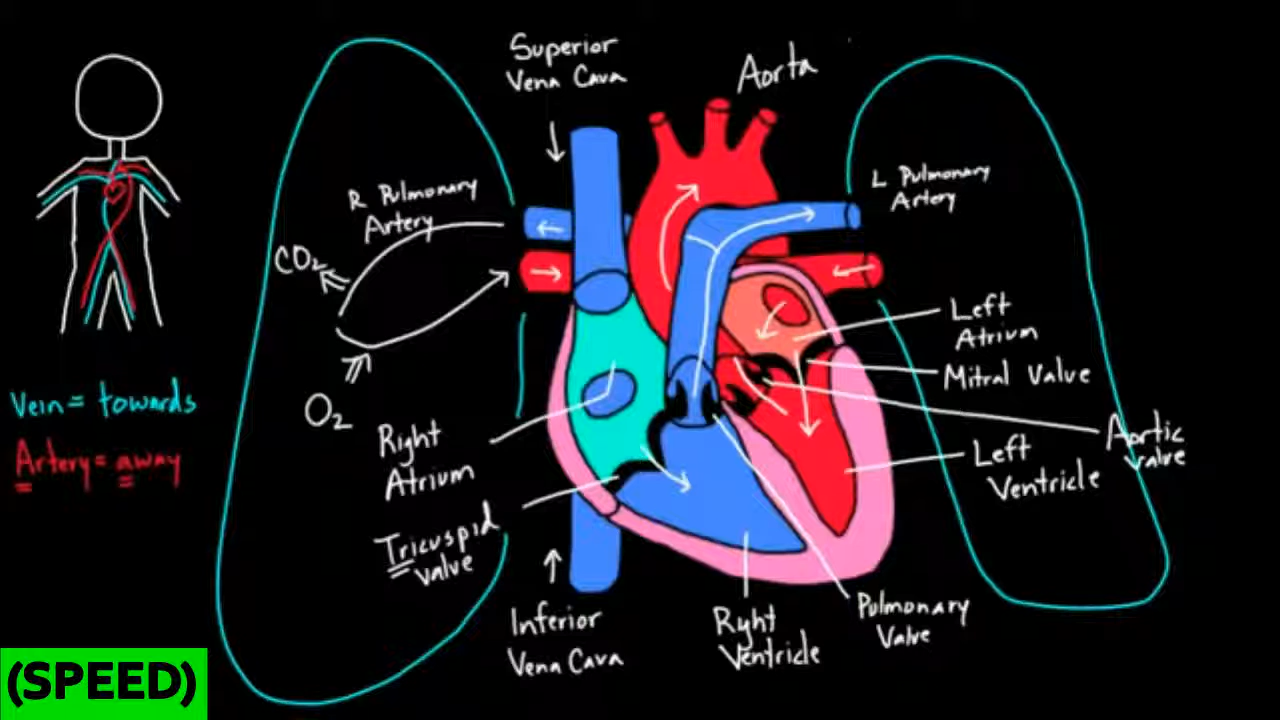 Superior
Vena Cava
Aorta
R Pulmonary
Artery
L Pulmonary
Artery
CO2
O2
Vein = towards
Artery = away
Left
Atrium
Mitral Valve
Aortic
valve
Left
Ventricle
Right
Atrium
Tricuspid
valve
Inferior
Vena Cava
Right
Ventricle
Pulmonary
Valve
(SPEED)